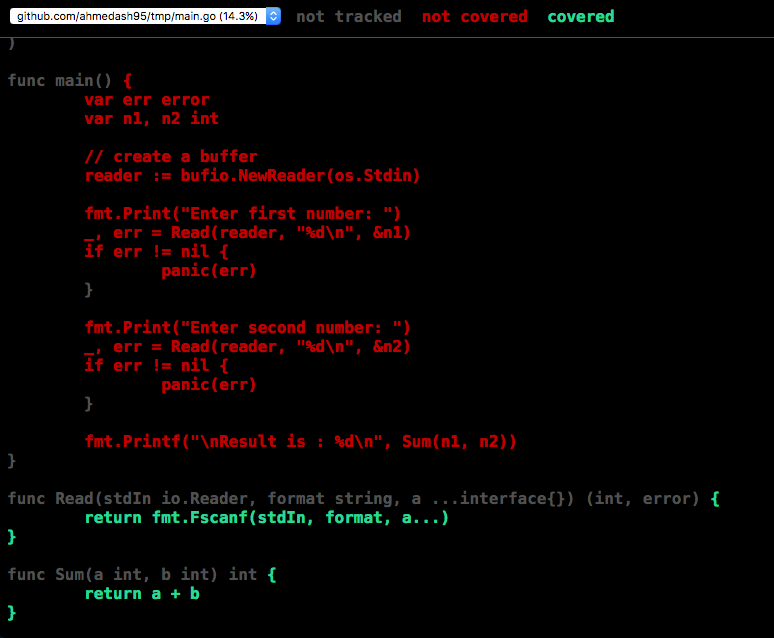 github.com/ahmedash95/tmp/main.go (14.3%) not tracked not covered covered
)
func main() {
var err error
var n1, n2 int
// create a buffer
reader := bufio.NewReader(os.Stdin)
fmt.Print("Enter first number: ")
_, err = Read(reader, "%d\n", &n1)
if err != nil {
panic(err)
}
fmt.Print("Enter second number: ")
_, err = Read(reader, "%d\n", &n2)
if err != nil {
panic(err)
}
fmt.Printf("\nResult is : %d\n", Sum(n1, n2))
}
func Read(stdIn io.Reader, format string, a ...interface{}) (int, error) {
return fmt.Fscanf(stdIn, format, a...)
}
func Sum(a int, b int) int {
return a + b
}